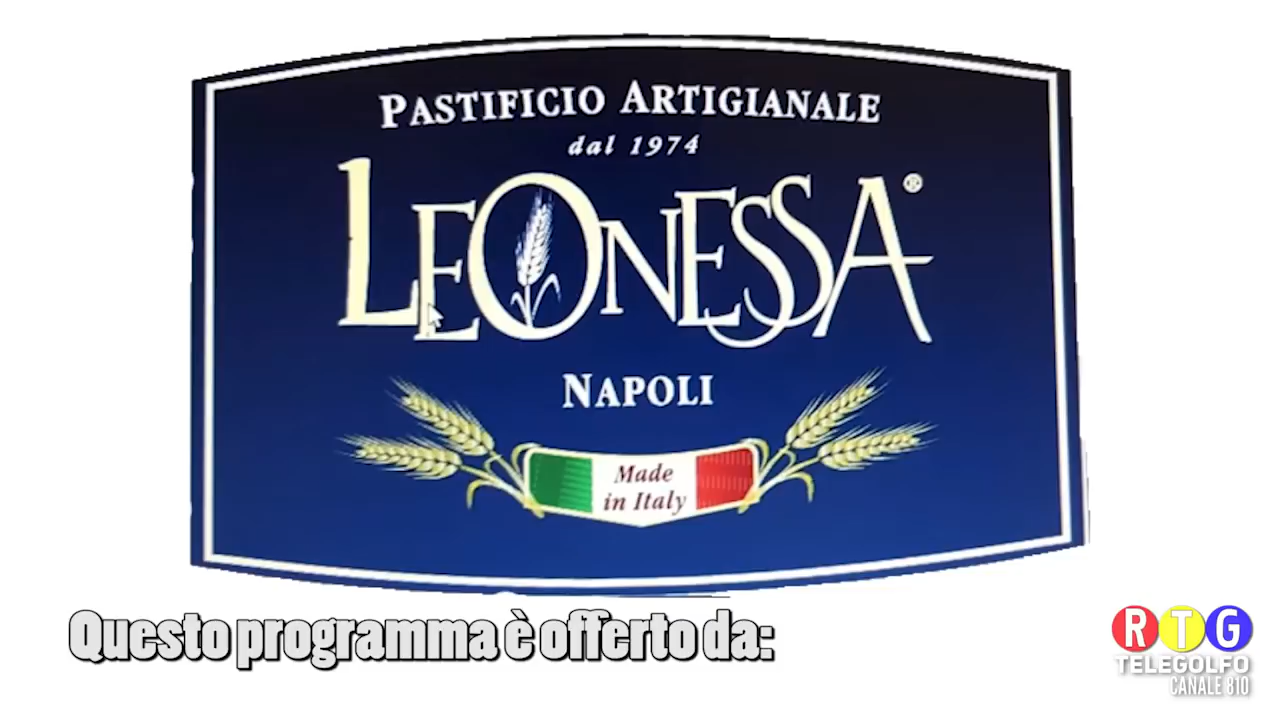 PASTIFICIO ARTIGIANALE
dal 1974
LEONESSA®
NAPOLI
Made
in Italy
Questo programma è offerto da:
RTG
TELEGOLFO
CANALE 810